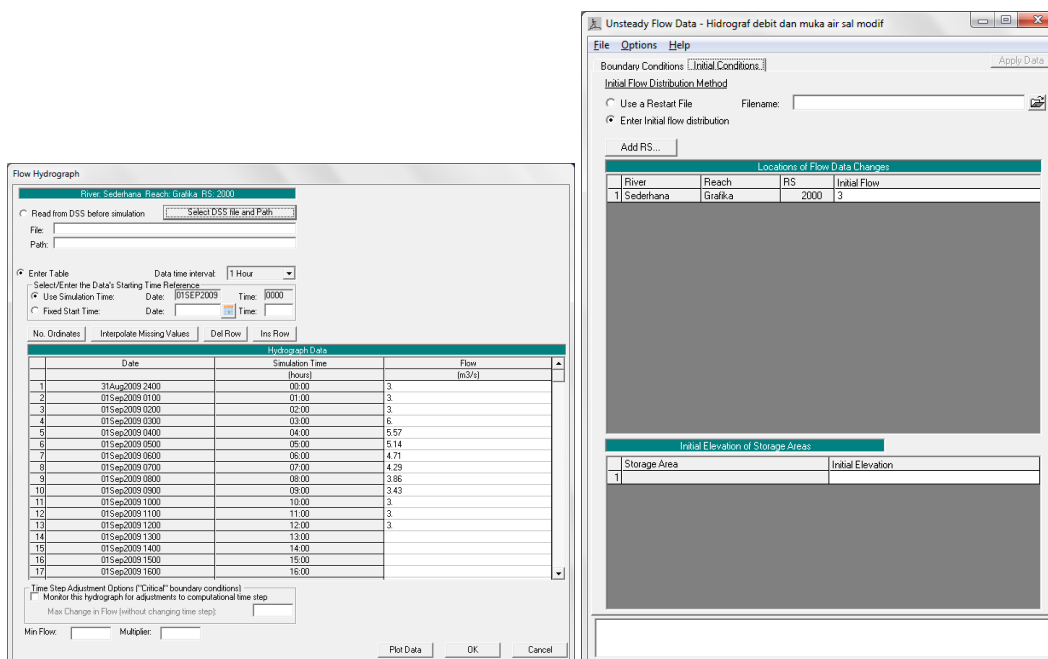 Flow Hydrograph
River: Sederhana Reach: Grafika RS: 2000
Read from DSS before simulation
Select DSS file and Path
File:
Path:
Enter Table
Data time interval: 1 Hour
Select/Enter the Data's Starting Time Reference
Use Simulation Time: Date: 01SEP2009 Time: 0000
Fixed Start Time: Date: Time:
No. Ordinates Interpolate Missing Values Del Row Ins Row
Hydrograph Data
Date Simulation Time Flow
(hours) (m3/s)
1 31Aug2009 2400 00:00 3.
2 01Sep2009 0100 01:00 3.
3 01Sep2009 0200 02:00 3.
4 01Sep2009 0300 03:00 6.
5 01Sep2009 0400 04:00 5.57
6 01Sep2009 0500 05:00 5.14
7 01Sep2009 0600 06:00 4.71
8 01Sep2009 0700 07:00 4.29
9 01Sep2009 0800 08:00 3.86
10 01Sep2009 0900 09:00 3.43
11 01Sep2009 1000 10:00 3.
12 01Sep2009 1100 11:00 3.
13 01Sep2009 1200 12:00 3.
14 01Sep2009 1300 13:00
15 01Sep2009 1400 14:00
16 01Sep2009 1500 15:00
17 01Sep2009 1600 16:00
Time Step Adjustment Options ("Critical" boundary conditions)
Monitor this hydrograph for adjustments to computational time step
Max Change in Flow (without changing time step):
Min Flow: Multiplier:
Plot Data OK Cancel
Unsteady Flow Data - Hidrograf debit dan muka air sal modif
File Options Help
Boundary Conditions Initial Conditions Apply Data
Initial Flow Distribution Method
Use a Restart File Filename:
Enter Initial flow distribution
Add RS...
Locations of Flow Data Changes
River Reach RS Initial Flow
1 Sederhana Grafika 2000 3
Initial Elevation of Storage Areas
Storage Area Initial Elevation
1